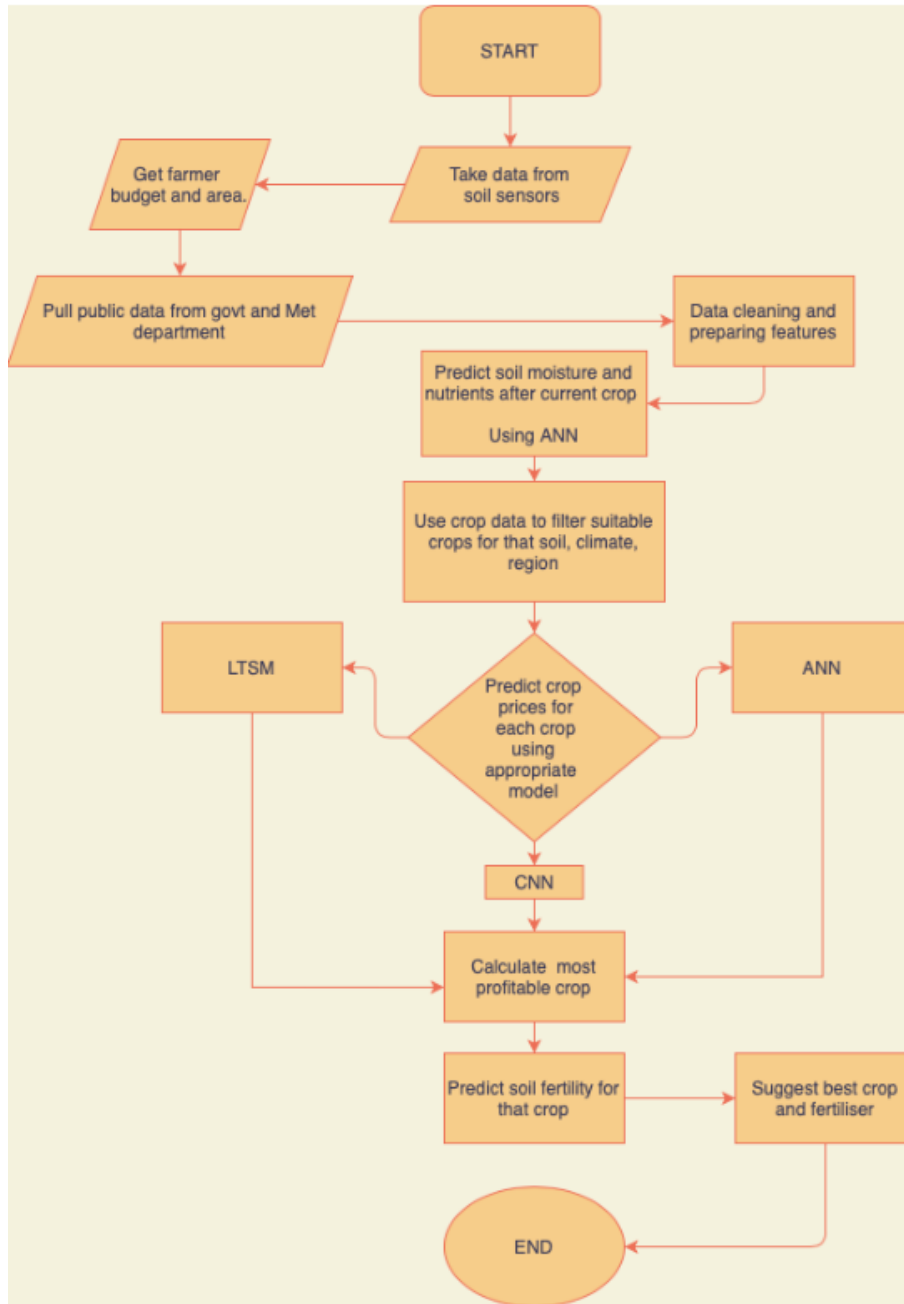 START
Take data from
soil sensors
Get farmer
budget and area.
Pull public data from govt and Met
department
Data cleaning and
preparing features
Predict soil moisture and
nutrients after current crop
Using ANN
Use crop data to filter suitable
crops for that soil, climate,
region
LTSM
Predict crop
prices for
each crop
using
appropriate
model
ANN
CNN
Calculate most
profitable crop
Predict soil fertility for
that crop
Suggest best crop
and fertiliser
END